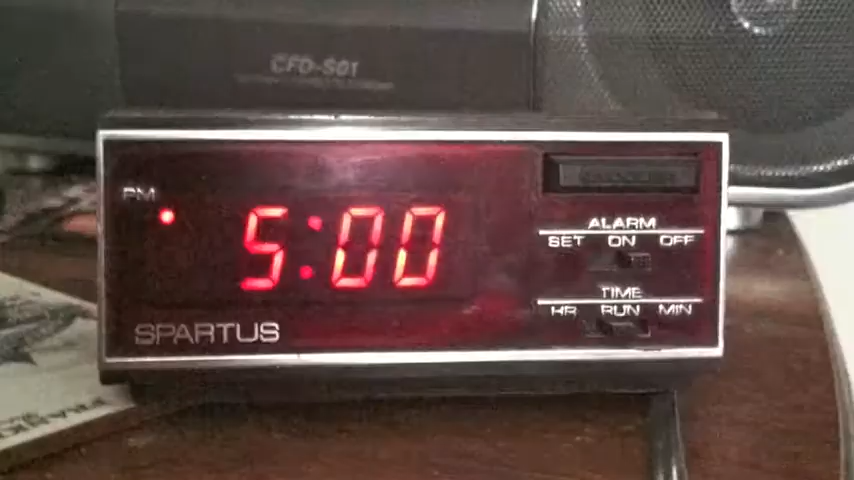 CFD-S01
PM
5:00
SPARTUS
ALARM
SET ON OFF
TIME
HR RUN MIN